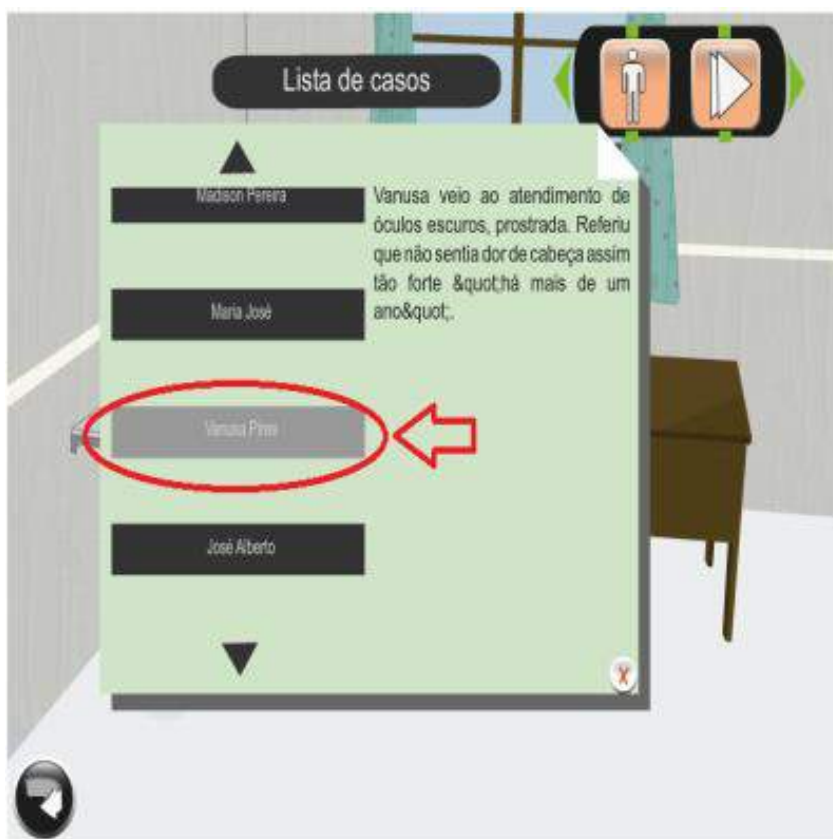 Lista de casos
Madison Pereira
Vanusa veio ao atendimento de
óculos escuros, prostrada. Referiu
que não sentia dor de cabeça assim
tão forte &quot;há mais de um
ano&quot;.
Maria José
Vanusa
José Alberto